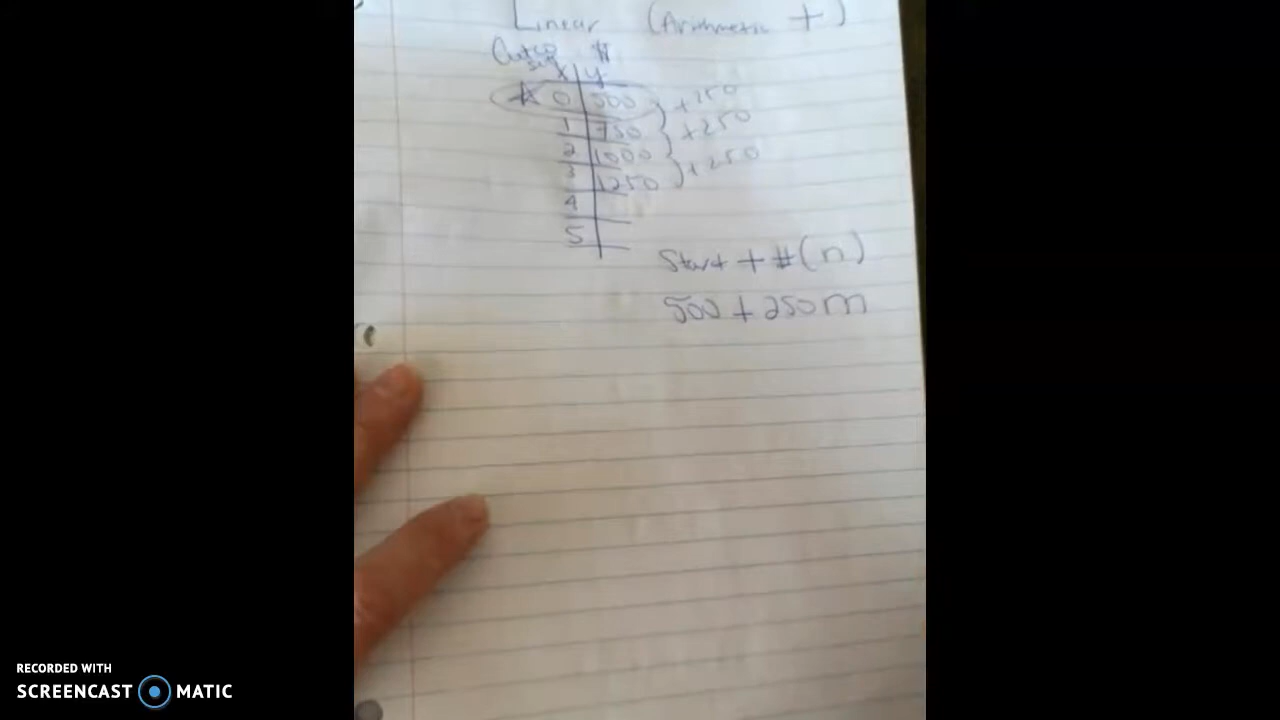 Linear (Arithmetic +)
$
x y
0 500 +250
1 750 +250
2 1000 +250
3 1250
4
5
Start + #(n)
500 + 250m
RECORDED WITH
SCREENCAST MATIC